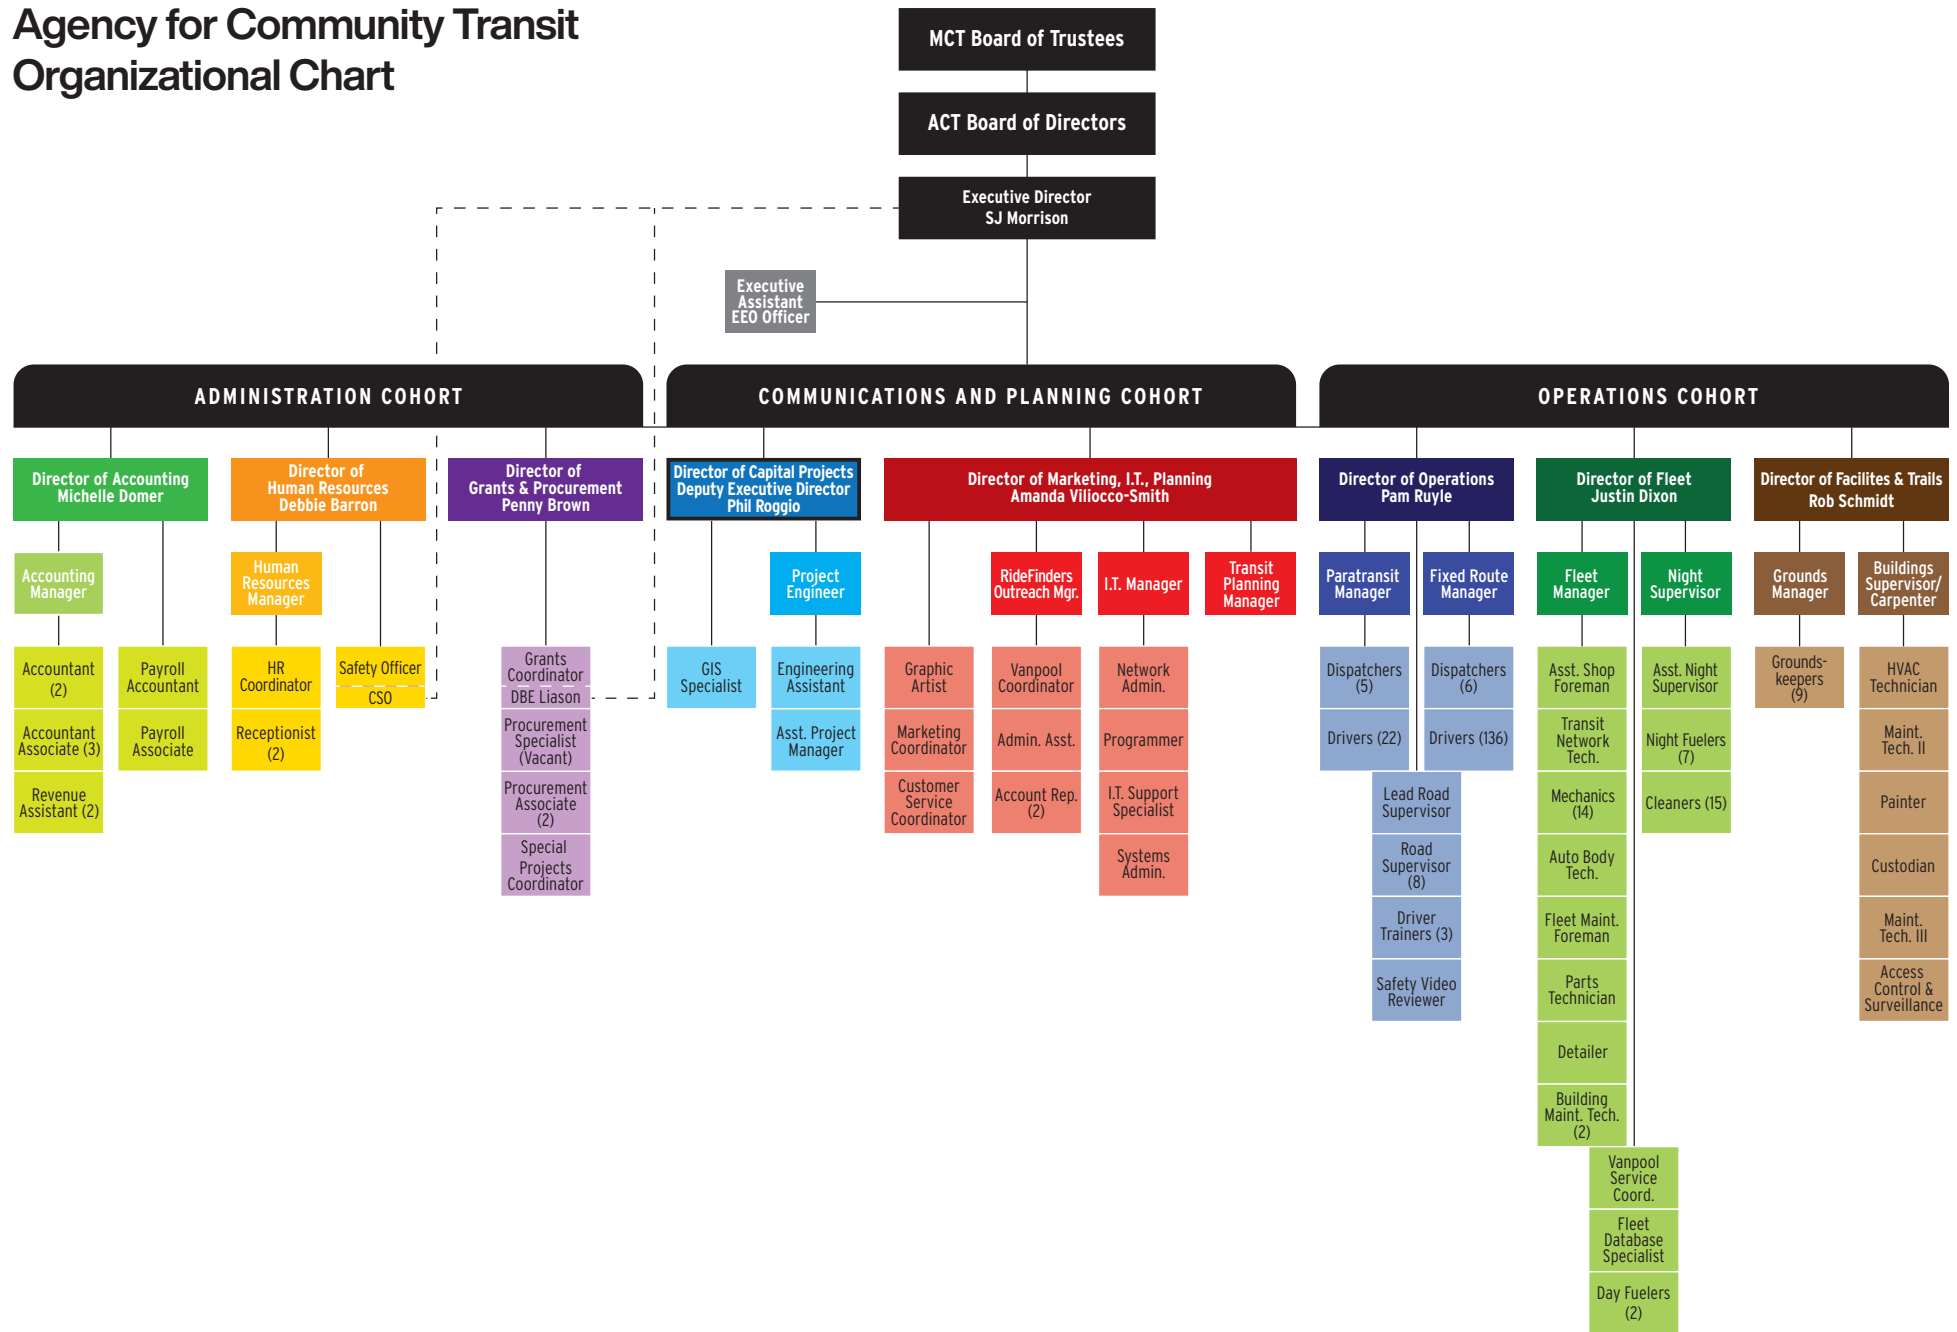 Agency for Community Transit
Organizational Chart
MCT Board of Trustees
ACT Board of Directors
Executive Director
SJ Morrison
Executive
Assistant
EEO Officer
ADMINISTRATION COHORT
COMMUNICATIONS AND PLANNING COHORT
OPERATIONS COHORT
Director of Accounting
Michelle Domer
Director of
Human Resources
Debbie Barron
Director of
Grants & Procurement
Penny Brown
Director of Capital Projects
Deputy Executive Director
Phil Roggio
Director of Marketing, I.T., Planning
Amanda Viliocco-Smith
Director of Operations
Pam Ruyle
Director of Fleet
Justin Dixon
Director of Facilites & Trails
Rob Schmidt
Accounting
Manager
Human
Resources
Manager
Project
Engineer
RideFinders
Outreach Mgr.
I.T. Manager
Transit
Planning
Manager
Paratransit
Manager
Fixed Route
Manager
Fleet
Manager
Night
Supervisor
Grounds
Manager
Buildings
Supervisor/
Carpenter
Accountant
(2)
Accountant
Associate (3)
Revenue
Assistant (2)
Payroll
Accountant
Payroll
Associate
HR
Coordinator
Receptionist
(2)
Safety Officer
CSO
Grants
Coordinator
DBE Liason
Procurement
Specialist
(Vacant)
Procurement
Associate
(2)
Special
Projects
Coordinator
GIS
Specialist
Engineering
Assistant
Asst. Project
Manager
Graphic
Artist
Marketing
Coordinator
Customer
Service
Coordinator
Vanpool
Coordinator
Admin. Asst.
Account Rep.
(2)
Network
Admin.
Programmer
I.T. Support
Specialist
Systems
Admin.
Dispatchers
(5)
Drivers (22)
Dispatchers
(6)
Drivers (136)
Lead Road
Supervisor
Road
Supervisor
(8)
Driver
Trainers (3)
Safety Video
Reviewer
Asst. Shop
Foreman
Transit
Network
Tech.
Mechanics
(14)
Auto Body
Tech.
Fleet Maint.
Foreman
Parts
Technician
Detailer
Building
Maint. Tech.
(2)
Asst. Night
Supervisor
Night Fuelers
(7)
Cleaners (15)
Vanpool
Service
Coord.
Fleet
Database
Specialist
Day Fuelers
(2)
Grounds-
keepers
(9)
HVAC
Technician
Maint.
Tech. II
Painter
Custodian
Maint.
Tech. III
Access
Control &
Surveillance